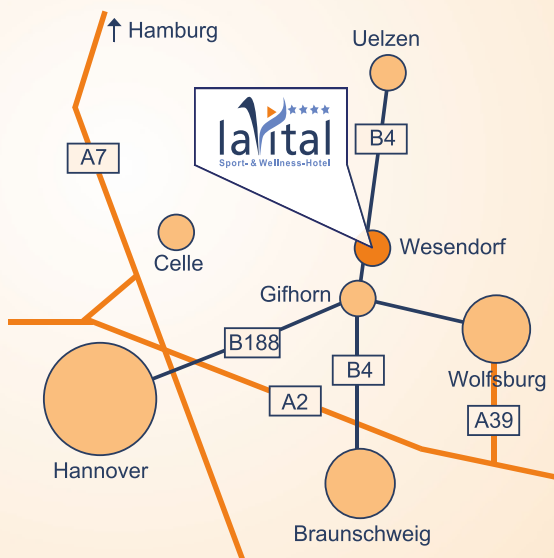 Hamburg
Uelzen
laVital
Sport- & Wellness-Hotel
B4
A7
Celle
Wesendorf
Gifhorn
B188
B4
Wolfsburg
A2
A39
Hannover
Braunschweig